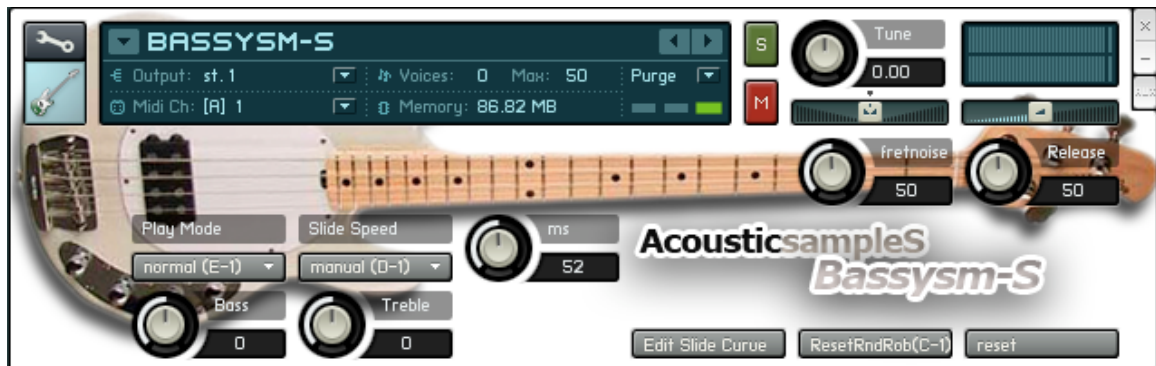 BASSYSM-S
Output: st. 1
Voices: 0 Max: 50
Purge
Midi Ch: [A] 1
Memory: 86.82 MB
S
M
Tune
0.00
fretnoise
50
Release
50
Play Mode
normal (E-1)
Slide Speed
manual (D-1)
ms
52
AcousticsampleS
Bassysm-S
Bass
0
Treble
0
Edit Slide Curve
ResetRndRob(C-1)
reset